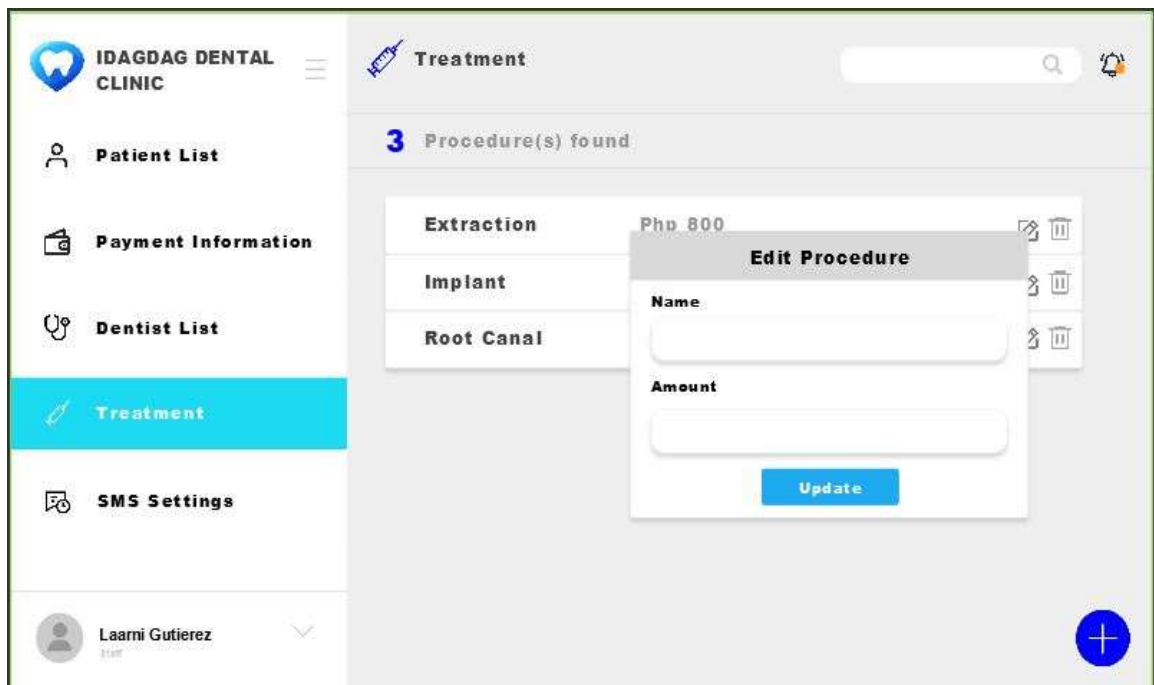 IDAGDAG DENTAL
CLINIC
Patient List
Payment Information
Dentist List
Treatment
SMS Settings
Laarni Gutierez
Staff
Treatment
3 Procedure(s) found
Extraction Php 800
Implant
Root Canal
Edit Procedure
Name
Amount
Update